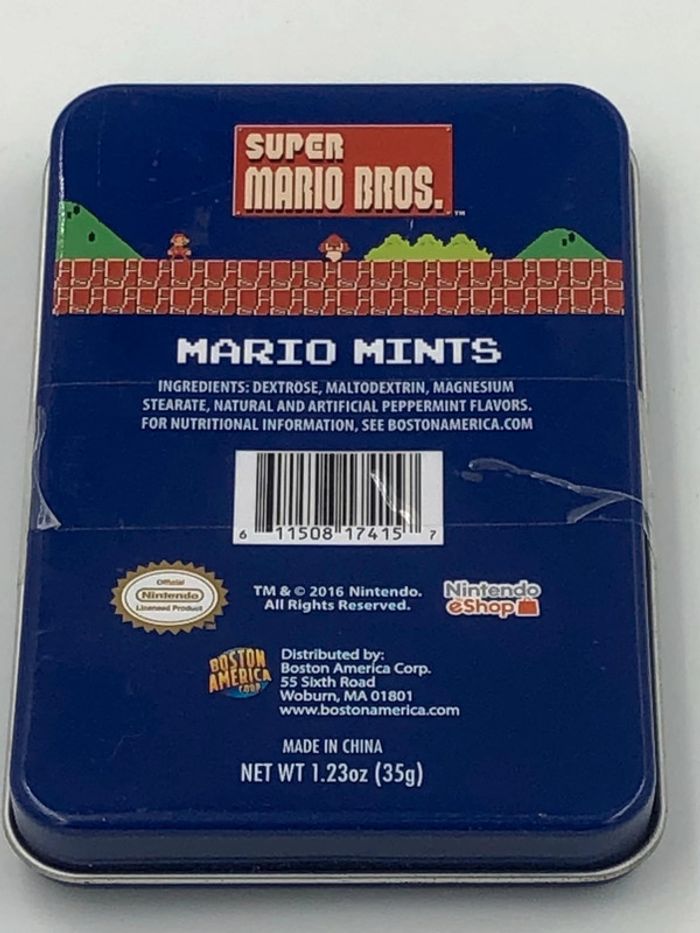 SUPER
MARIO BROS.™
MARIO MINTS
INGREDIENTS: DEXTROSE, MALTODEXTRIN, MAGNESIUM
STEARATE, NATURAL AND ARTIFICIAL PEPPERMINT FLAVORS.
FOR NUTRITIONAL INFORMATION, SEE BOSTONAMERICA.COM
6 11508 17415 7
Official
Nintendo
Licensed Product
TM & © 2016 Nintendo.
All Rights Reserved.
Nintendo
eShop
BOSTON
AMERICA
CORP
Distributed by:
Boston America Corp.
55 Sixth Road
Woburn, MA 01801
www.bostonamerica.com
MADE IN CHINA
NET WT 1.23oz (35g)